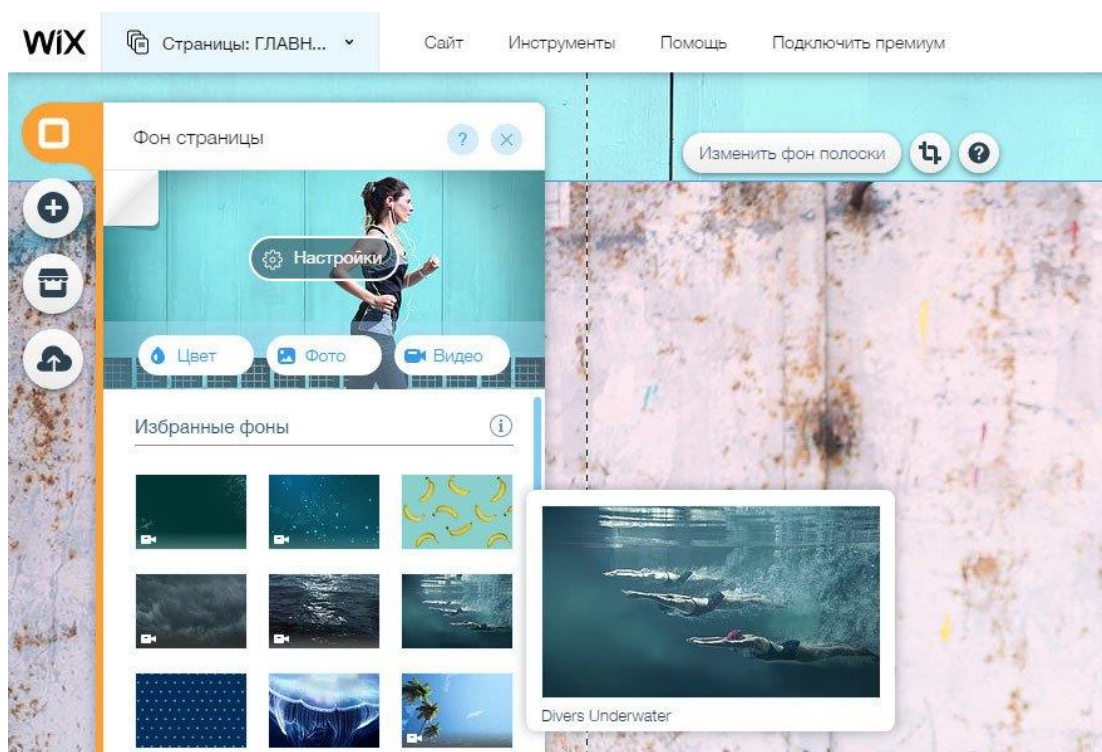 WiX Страницы: ГЛАВН... Сайт Инструменты Помощь Подключить премиум
Фон страницы ?
Изменить фон полоски ?
Настройки
Цвет Фото Видео
Избранные фоны i
Divers Underwater